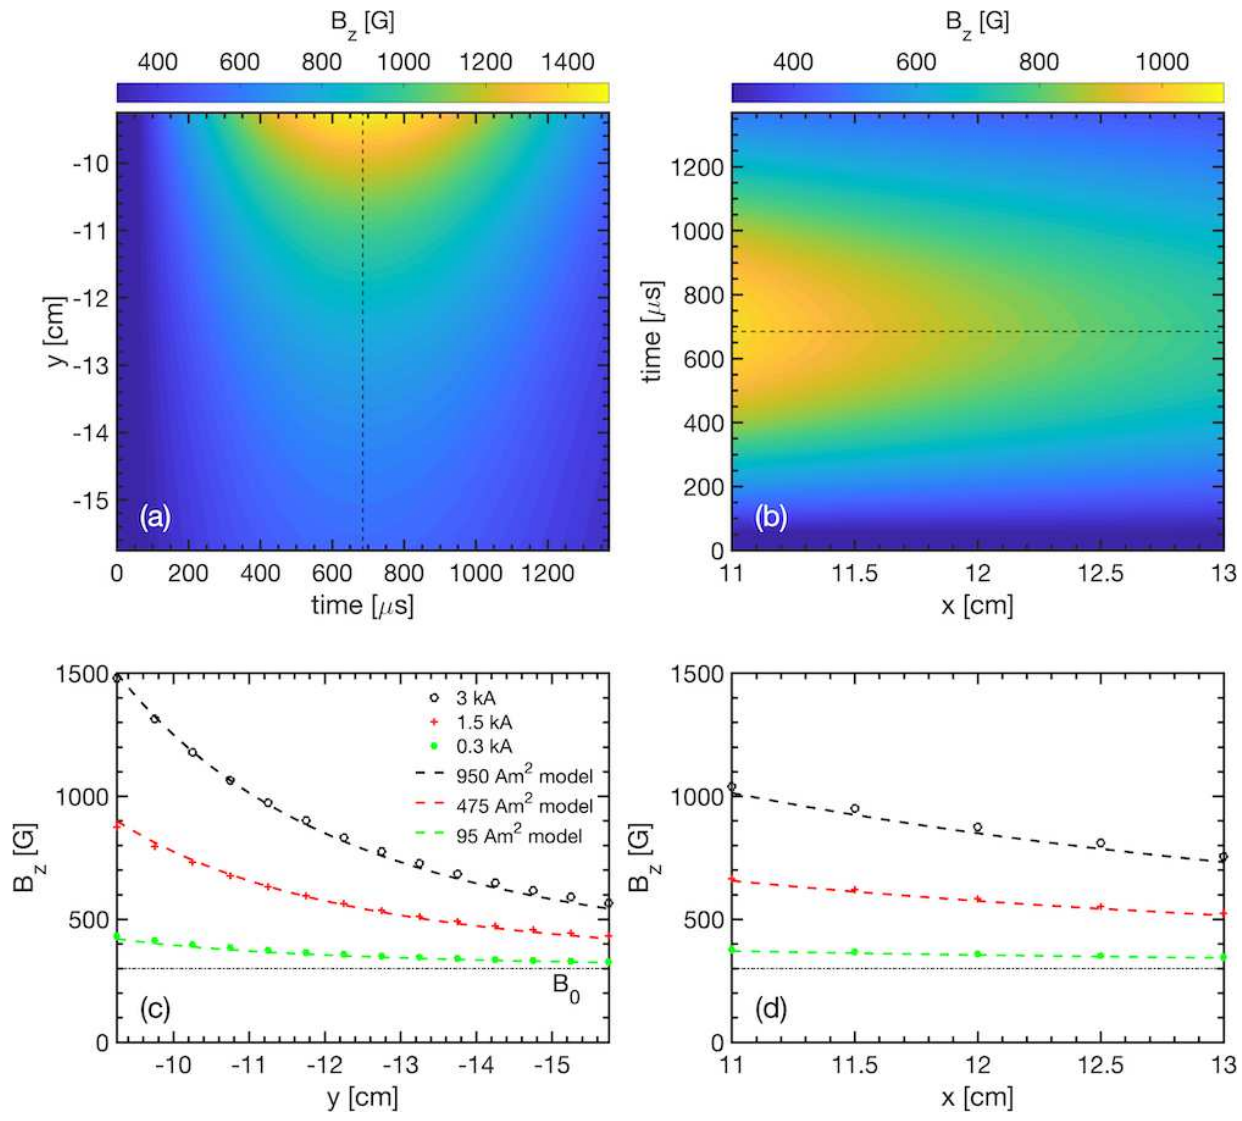 B_z [G]
400 600 800 1000 1200 1400
y [cm]
-10
-11
-12
-13
-14
-15
(a)
0 200 400 600 800 1000 1200
time [μs]
B_z [G]
400 600 800 1000
time [μs]
1200
1000
800
600
400
200
0
(b)
11 11.5 12 12.5 13
x [cm]
B_z [G]
1500
1000
500
0
3 kA
1.5 kA
0.3 kA
950 Am² model
475 Am² model
95 Am² model
B_0
(c)
-10 -11 -12 -13 -14 -15
y [cm]
B_z [G]
1500
1000
500
0
(d)
11 11.5 12 12.5 13
x [cm]